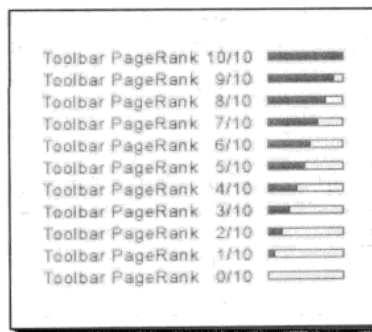 Toolbar PageRank 10/10
Toolbar PageRank 9/10
Toolbar PageRank 8/10
Toolbar PageRank 7/10
Toolbar PageRank 6/10
Toolbar PageRank 5/10
Toolbar PageRank 4/10
Toolbar PageRank 3/10
Toolbar PageRank 2/10
Toolbar PageRank 1/10
Toolbar PageRank 0/10